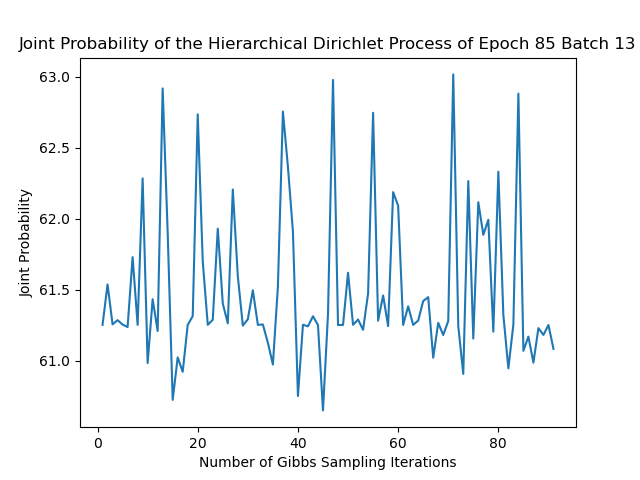 Joint Probability of the Hierarchical Dirichlet Process of Epoch 85 Batch 13
63.0
62.5
62.0
61.5
61.0
Joint Probability
0 20 40 60 80
Number of Gibbs Sampling Iterations